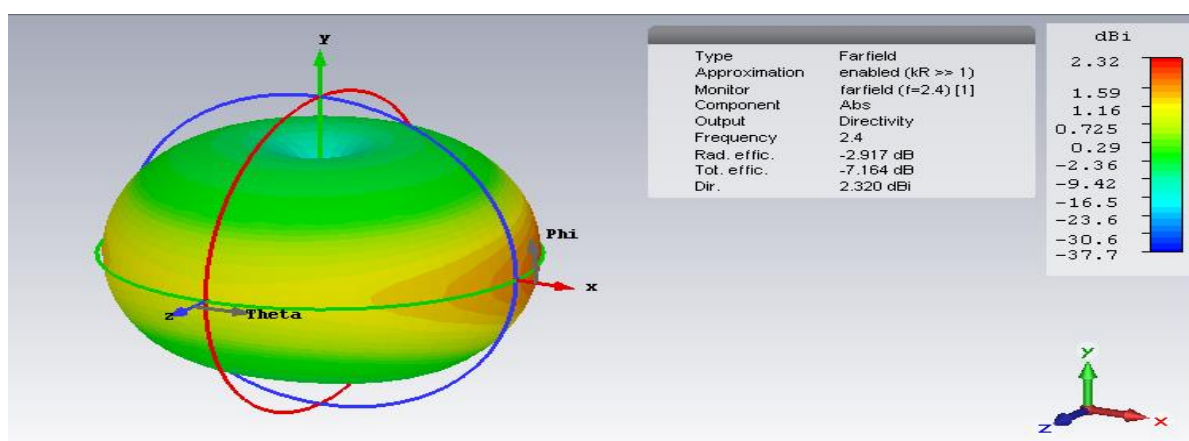 y
Phi
x
z
Theta
Type Farfield
Approximation enabled (kR >> 1)
Monitor farfield (f=2.4) [1]
Component Abs
Output Directivity
Frequency 2.4
Rad. effic. -2.917 dB
Tot. effic. -7.164 dB
Dir. 2.320 dBi
dBi
2.32
1.59
1.16
0.725
0.29
-2.36
-9.42
-16.5
-23.6
-30.6
-37.7
y
z
x